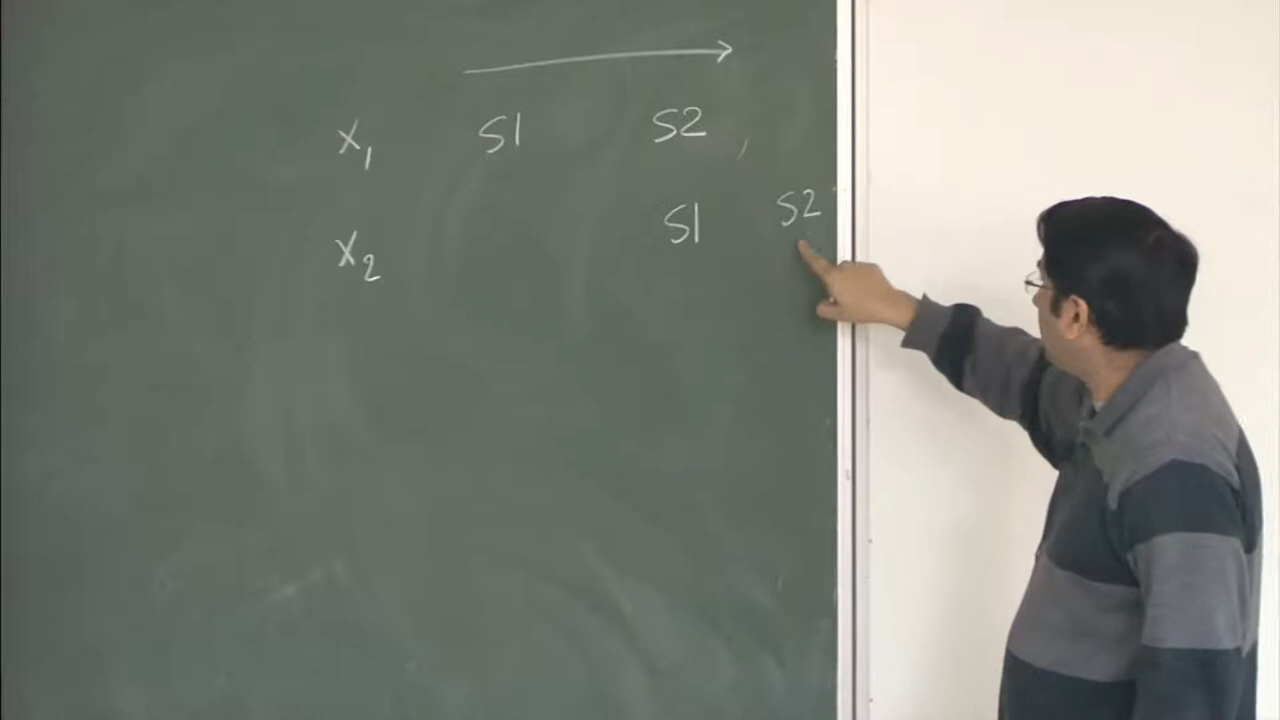 X₁ S1 S2 ,
X₂ S1 S2